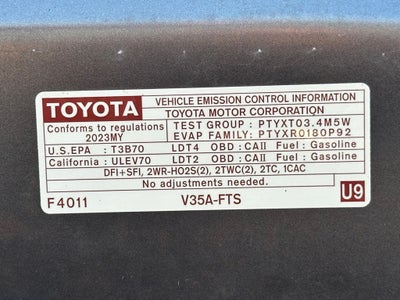 TOYOTA VEHICLE EMISSION CONTROL INFORMATION
TOYOTA MOTOR CORPORATION
Conforms to regulations TEST GROUP : PTYXT03.4M5W
2023MY EVAP FAMILY: PTYXR0180P92
U.S.EPA : T3B70 LDT4 OBD : CAII Fuel : Gasoline
California : ULEV70 LDT2 OBD : CAII Fuel : Gasoline
DFI+SFI, 2WR-HO2S(2), 2TWC(2), 2TC, 1CAC
No adjustments needed.
F4011 V35A-FTS U9